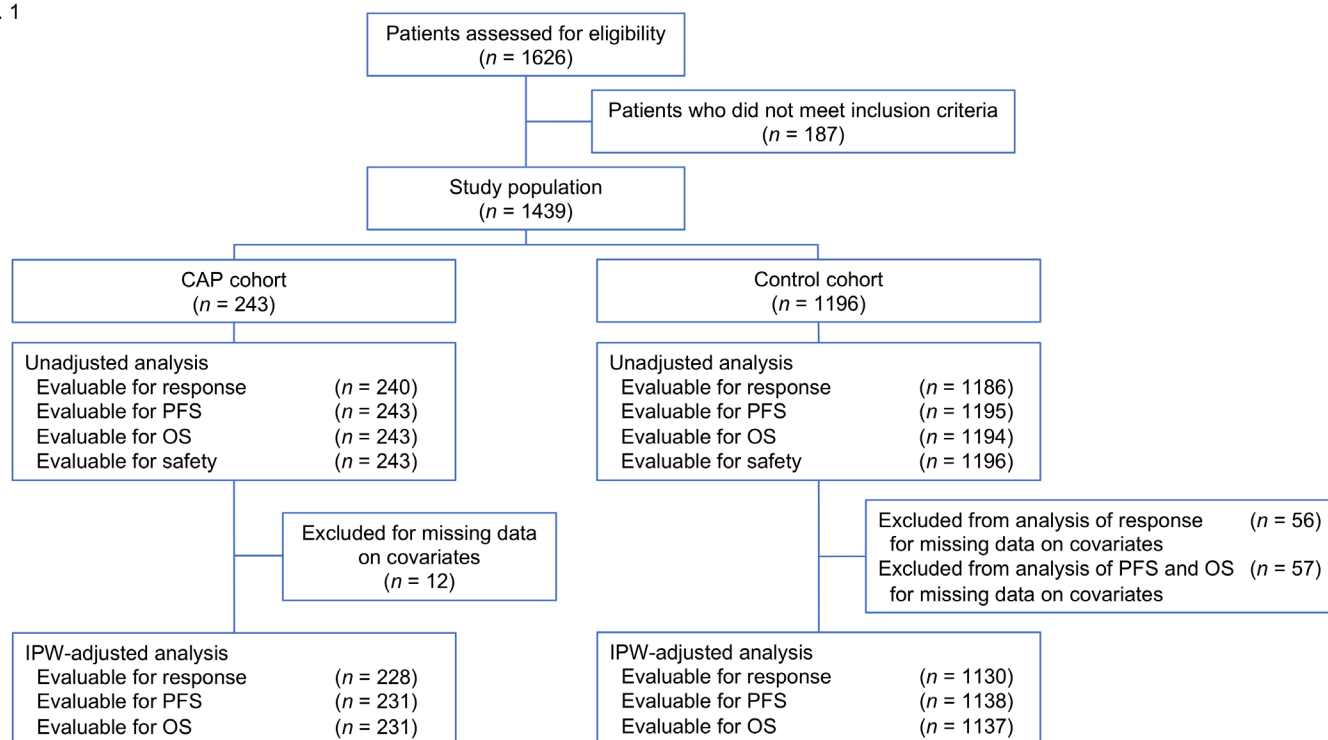 . 1
Patients assessed for eligibility
(n = 1626)
Patients who did not meet inclusion criteria
(n = 187)
Study population
(n = 1439)
CAP cohort
(n = 243)
Control cohort
(n = 1196)
Unadjusted analysis
Evaluable for response (n = 240)
Evaluable for PFS (n = 243)
Evaluable for OS (n = 243)
Evaluable for safety (n = 243)
Unadjusted analysis
Evaluable for response (n = 1186)
Evaluable for PFS (n = 1195)
Evaluable for OS (n = 1194)
Evaluable for safety (n = 1196)
Excluded for missing data
on covariates
(n = 12)
Excluded from analysis of response (n = 56)
for missing data on covariates
Excluded from analysis of PFS and OS (n = 57)
for missing data on covariates
IPW-adjusted analysis
Evaluable for response (n = 228)
Evaluable for PFS (n = 231)
Evaluable for OS (n = 231)
IPW-adjusted analysis
Evaluable for response (n = 1130)
Evaluable for PFS (n = 1138)
Evaluable for OS (n = 1137)